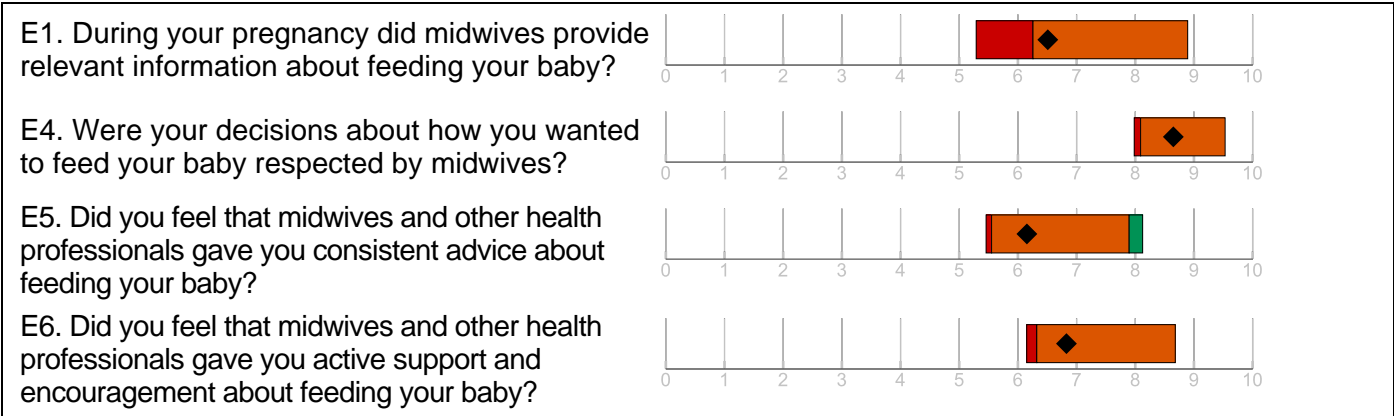 E1. During your pregnancy did midwives provide
relevant information about feeding your baby?
0 1 2 3 4 5 6 7 8 9 10
E4. Were your decisions about how you wanted
to feed your baby respected by midwives?
0 1 2 3 4 5 6 7 8 9 10
E5. Did you feel that midwives and other health
professionals gave you consistent advice about
feeding your baby?
0 1 2 3 4 5 6 7 8 9 10
E6. Did you feel that midwives and other health
professionals gave you active support and
encouragement about feeding your baby?
0 1 2 3 4 5 6 7 8 9 10